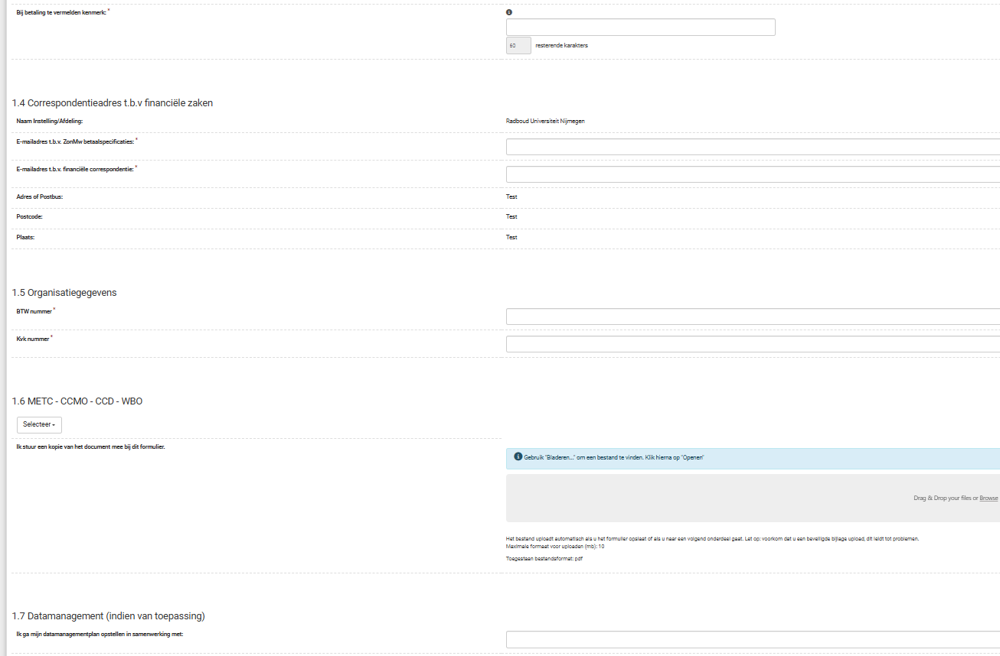 Bij betaling te vermelden kenmerk: *
60 resterende karakters
1.4 Correspondentieadres t.b.v financiële zaken
Naam Instelling/Afdeling: Radboud Universiteit Nijmegen
E-mailadres t.b.v. ZonMw betaalspecificaties: *
E-mailadres t.b.v. financiële correspondentie: *
Adres of Postbus: Test
Postcode: Test
Plaats: Test
1.5 Organisatiegegevens
BTW nummer *
Kvk nummer *
1.6 METC - CCMO - CCD - WBO
Selecteer
Ik stuur een kopie van het document mee bij dit formulier.
Gebruik "Bladeren..." om een bestand te vinden. Klik hierna op "Openen"
Drag & Drop your files or Browse
Het bestand uploadt automatisch als u het formulier opslaat of als u naar een volgend onderdeel gaat. Let op: voorkom dat u een beveiligde bijlage upload, dit leidt tot problemen.
Maximale formaat voor uploaden (mb): 10
Toegestaan bestandsformat: pdf
1.7 Datamanagement (indien van toepassing)
Ik ga mijn datamanagementplan opstellen in samenwerking met: